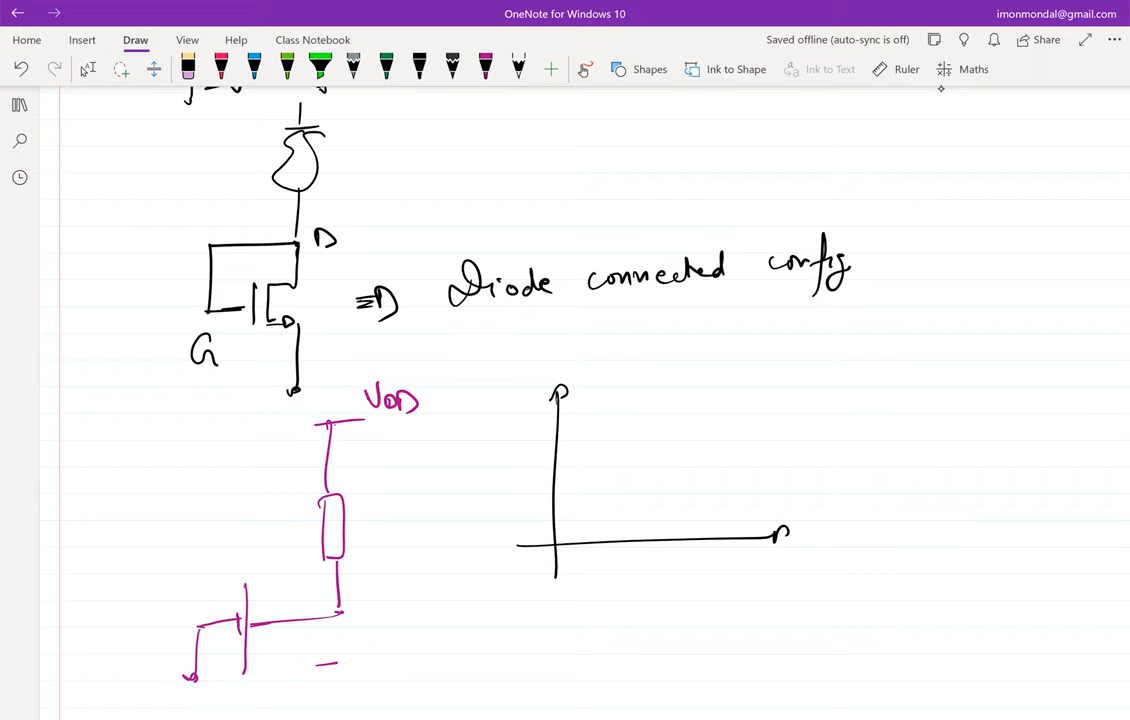 OneNote for Windows 10
imonmondal@gmail.com
Home Insert Draw View Help Class Notebook
Saved offline (auto-sync is off) Share
Shapes Ink to Shape Ink to Text Ruler Maths
D
Diode connected config
G
VDD